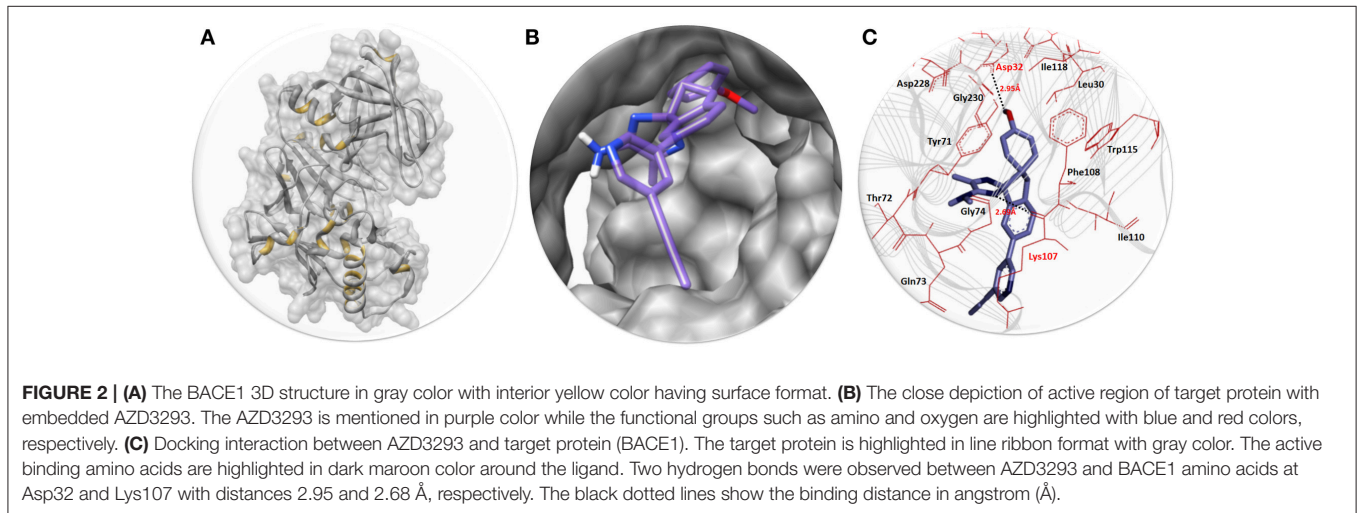 A
B
C
Asp32
Ile118
Asp228
2.95Å
Leu30
Gly230
Tyr71
Trp115
Phe108
Thr72
Gly74
Ile110
Lys107
Gln73
FIGURE 2 | (A) The BACE1 3D structure in gray color with interior yellow color having surface format. (B) The close depiction of active region of target protein with
embedded AZD3293. The AZD3293 is mentioned in purple color while the functional groups such as amino and oxygen are highlighted with blue and red colors,
respectively. (C) Docking interaction between AZD3293 and target protein (BACE1). The target protein is highlighted in line ribbon format with gray color. The active
binding amino acids are highlighted in dark maroon color around the ligand. Two hydrogen bonds were observed between AZD3293 and BACE1 amino acids at
Asp32 and Lys107 with distances 2.95 and 2.68 Å, respectively. The black dotted lines show the binding distance in angstrom (Å).